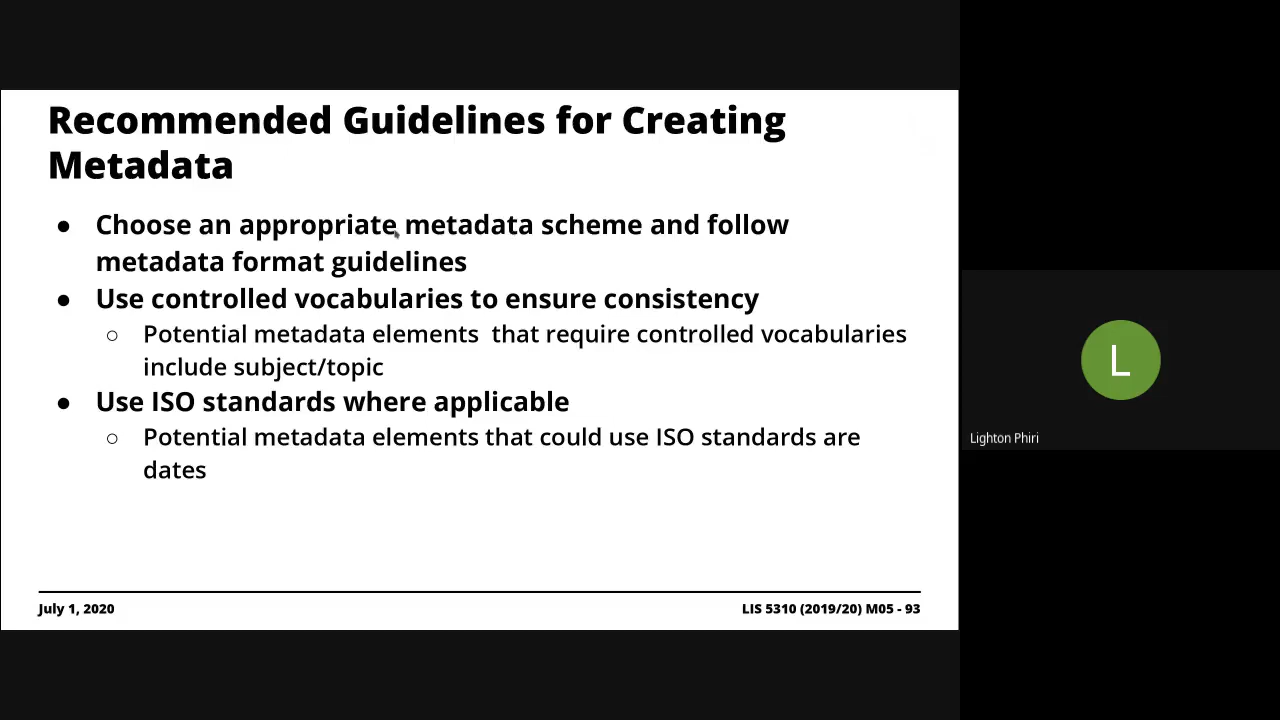 Recommended Guidelines for Creating
Metadata
● Choose an appropriate metadata scheme and follow
metadata format guidelines
● Use controlled vocabularies to ensure consistency
○ Potential metadata elements  that require controlled vocabularies
include subject/topic
● Use ISO standards where applicable
○ Potential metadata elements that could use ISO standards are
dates
July 1, 2020
LIS 5310 (2019/20) M05 - 93
L
Lighton Phiri